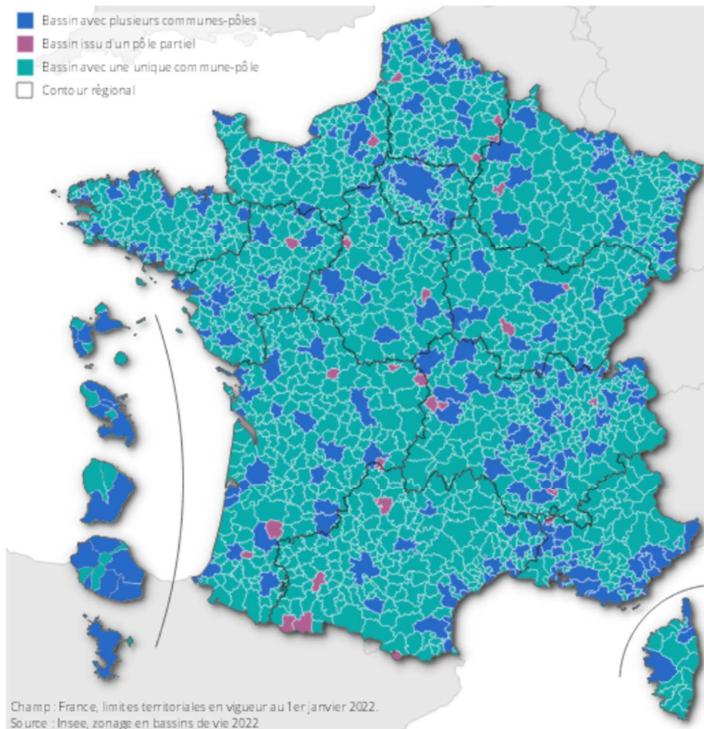 Bassin avec plusieurs communes-pôles
Bassin issu d'un pôle partiel
Bassin avec une unique commune-pôle
Contour régional
Champ : France, limites territoriales en vigueur au 1er janvier 2022.
Source : Insee, zonage en bassins de vie 2022